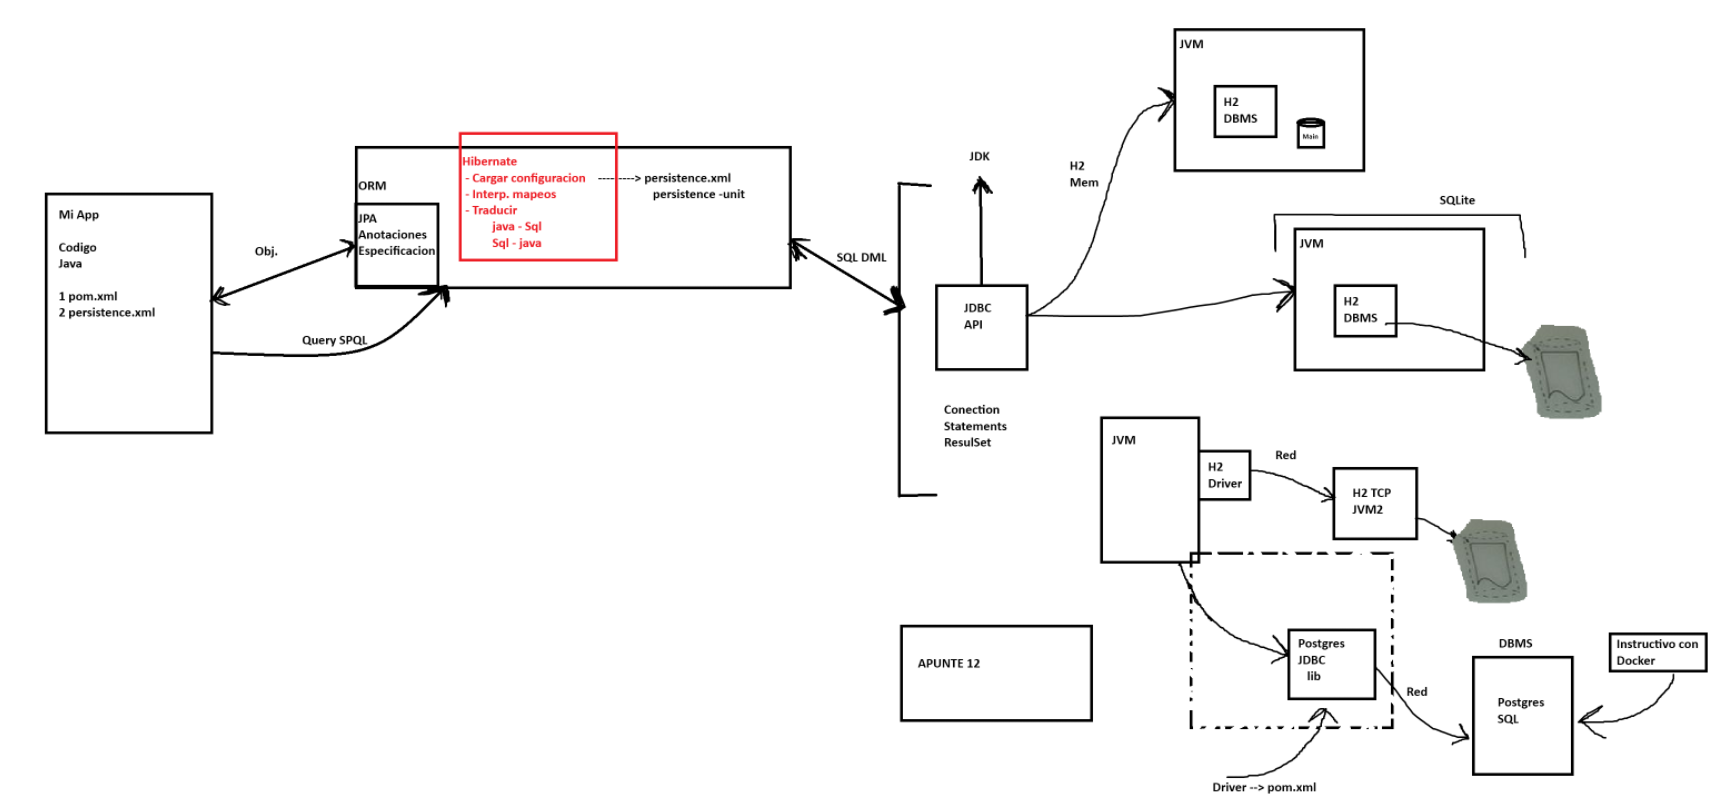 Mi App
Codigo
Java
1 pom.xml
2 persistence.xml
Obj.
Query SPQL
ORM
JPA
Anotaciones
Especificacion
Hibernate
- Cargar configuracion ---------> persistence.xml
persistence -unit
- Interp. mapeos
- Traducir
java - Sql
Sql - java
SQL DML
JDK
JDBC
API
Conection
Statements
ResulSet
H2
Mem
JVM
H2
DBMS
Main
SQLite
JVM
H2
DBMS
JVM
H2
Driver
Red
H2 TCP
JVM2
APUNTE 12
Postgres
JDBC
lib
Red
Driver --> pom.xml
DBMS
Postgres
SQL
Instructivo con
Docker